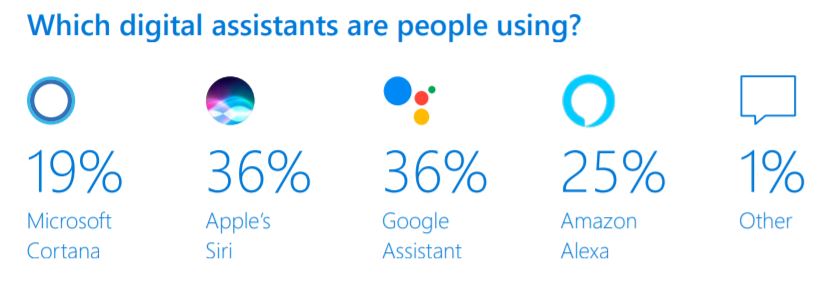 Which digital assistants are people using?
19% 36% 36% 25% 1%
Microsoft Apple's Google Amazon Other
Cortana Siri Assistant Alexa